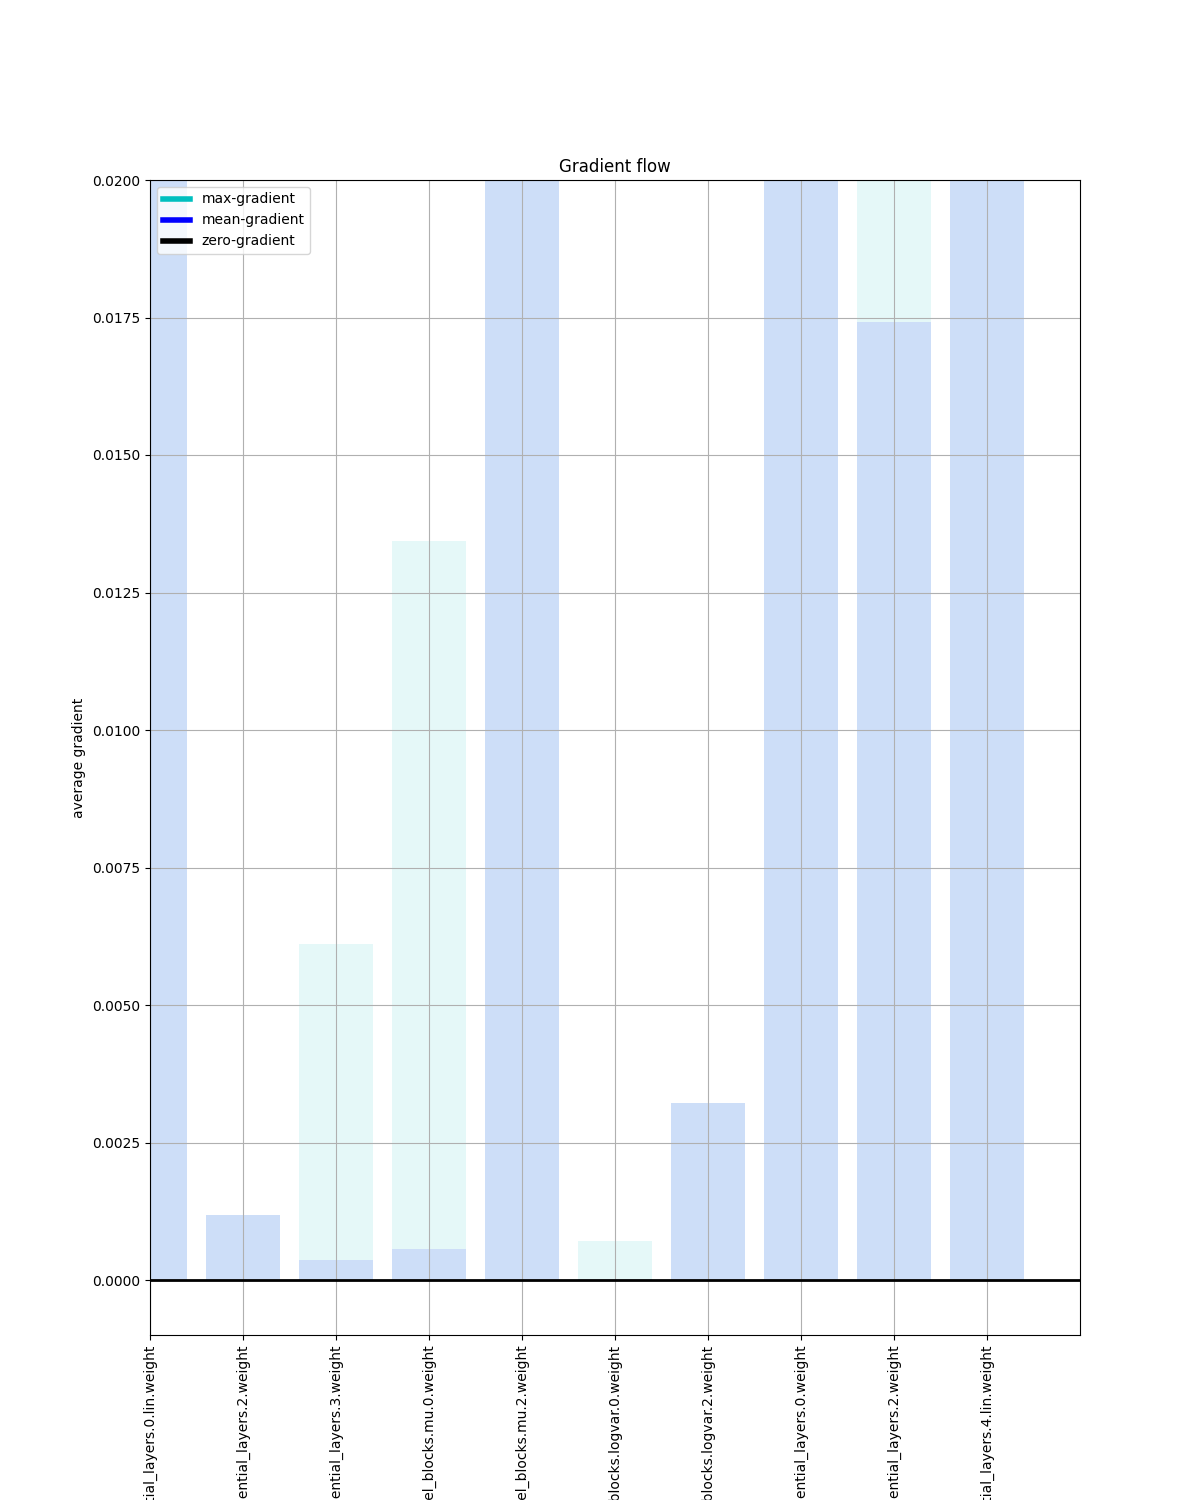 Gradient flow
max-gradient
mean-gradient
zero-gradient
0.0200
0.0175
0.0150
0.0125
0.0100
0.0075
0.0050
0.0025
0.0000
average gradient
tial_layers.0.lin.weight
ential_layers.2.weight
ential_layers.3.weight
el_blocks.mu.0.weight
el_blocks.mu.2.weight
blocks.logvar.0.weight
blocks.logvar.2.weight
ential_layers.0.weight
ential_layers.2.weight
tial_layers.4.lin.weight